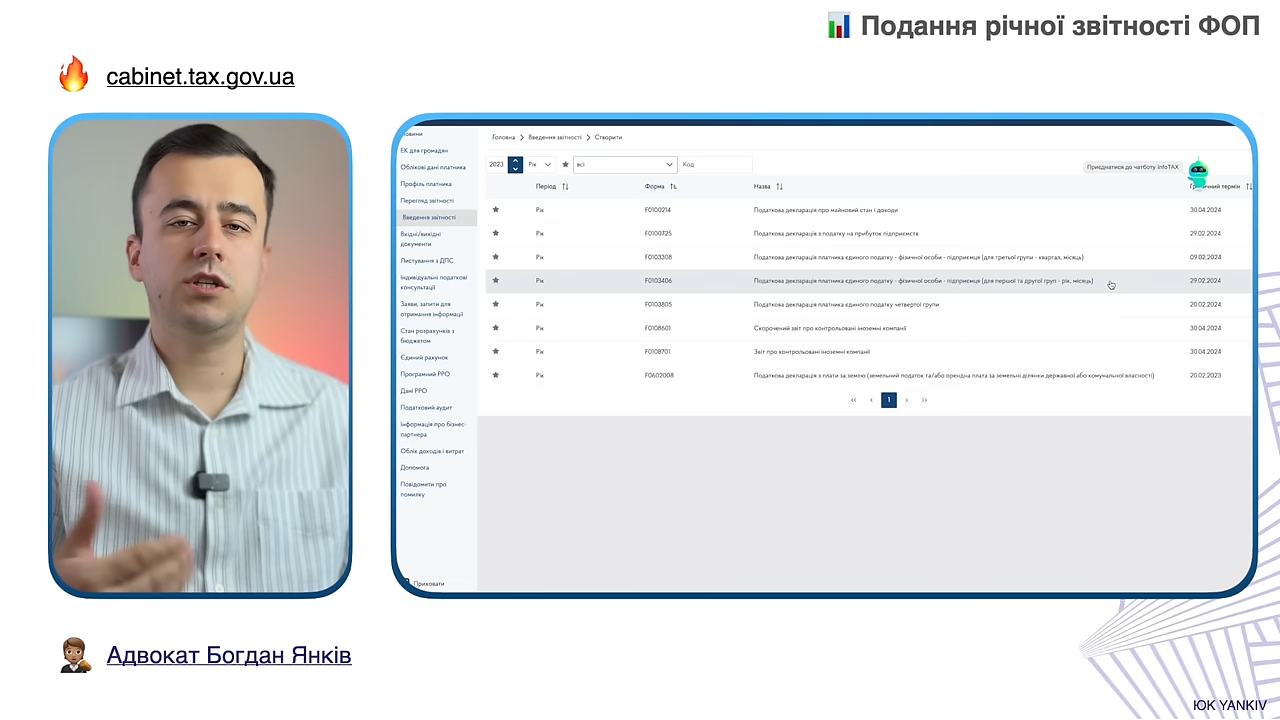 Подання річної звітності ФОП
cabinet.tax.gov.ua
Новини
ЕК для громадян
Облікові дані платника
Профіль платника
Перегляд звітності
Введення звітності
Вхідні/вихідні
документи
Листування з ДПС
Індивідуальні податкові
консультації
Заяви, запити для
отримання інформації
Стан розрахунків з
бюджетом
Єдиний рахунок
Програмний РРО
Дані РРО
Податковий аудит
Інформація про бізнес-
партнера
Облік доходів і витрат
Допомога
Повідомити про
помилку
Приховати
Головна > Введення звітності > Створити
2023 Рік всі Код
Приєднатися до чатботу InfoTAX
Період Форма Назва Граничний термін
Рік F0100214 Податкова декларація про майновий стан і доходи 30.04.2024
Рік F0100725 Податкова декларація з податку на прибуток підприємств 29.02.2024
Рік F0103308 Податкова декларація платника єдиного податку - фізичної особи - підприємця (для третьої групи - квартал, місяць) 09.02.2024
Рік F0103406 Податкова декларація платника єдиного податку - фізичної особи - підприємця (для першої та другої груп - рік, місяць) 29.02.2024
Рік F0103805 Податкова декларація платника єдиного податку четвертої групи 20.02.2024
Рік F0108601 Скорочений звіт про контрольовані іноземні компанії 30.04.2024
Рік F0108701 Звіт про контрольовані іноземні компанії 30.04.2024
Рік F0602008 Податкова декларація з плати за землю (земельний податок та/або орендна плата за земельні ділянки державної або комунальної власності) 20.02.2023
‹‹ ‹ 1 › ››
Адвокат Богдан Янків
ЮК YANKIV